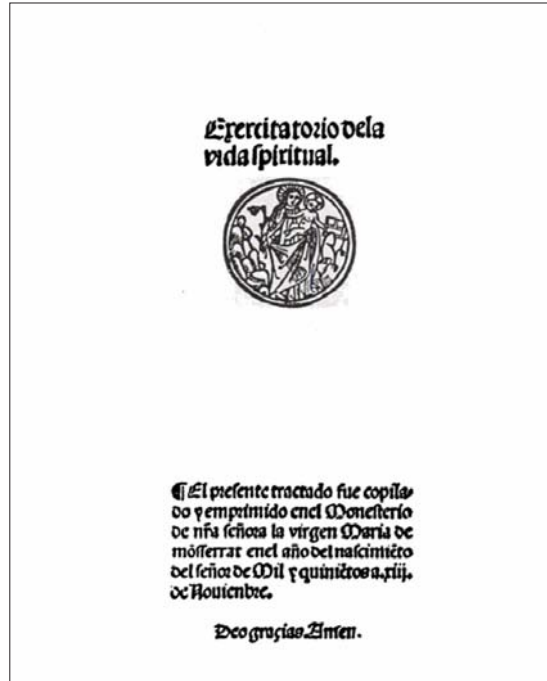 Exercitatorio dela
vida spiritual.
¶ El presente tractado fue copila-
do y emprimido enel Monesterio
de nr̃a señora la virgen Maria de
mõserrat enel año del nascimiẽto
del señor de Mil y quiniẽtos a .xiij.
de Nouienbre.
Deo gracias Amen.